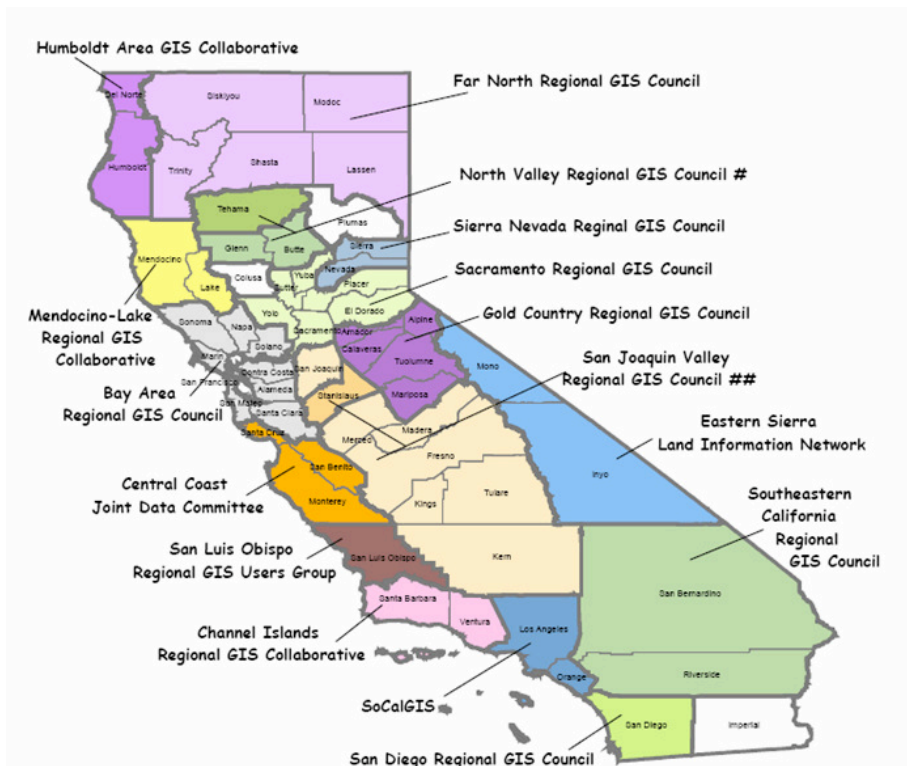 Humboldt Area GIS Collaborative
Far North Regional GIS Council
Del Norte
Siskiyou
Modoc
Humboldt
Trinity
Shasta
Lassen
North Valley Regional GIS Council #
Tehama
Plumas
Sierra Nevada Reginal GIS Council
Glenn
Butte
Sierra
Mendocino
Lake
Colusa
Sutter
Yuba
Nevada
Placer
Sacramento Regional GIS Council
Yolo
El Dorado
Gold Country Regional GIS Council
Mendocino-Lake
Regional GIS
Collaborative
Sonoma
Napa
Solano
Sacramento
Amador
Alpine
Calaveras
Tuolumne
Mono
San Joaquin Valley
Regional GIS Council ##
Marin
San Francisco
Contra Costa
San Joaquin
Alameda
Stanislaus
Mariposa
Bay Area
Regional GIS Council
San Mateo
Santa Clara
Santa Cruz
Merced
Madera
Fresno
Eastern Sierra
Land Information Network
Inyo
San Benito
Central Coast
Joint Data Committee
Monterey
Kings
Tulare
Southeastern
California
Regional
GIS Council
San Luis Obispo
Regional GIS Users Group
San Luis Obispo
Kern
San Bernardino
Santa Barbara
Ventura
Los Angeles
Channel Islands
Regional GIS Collaborative
Orange
Riverside
SoCalGIS
San Diego
Imperial
San Diego Regional GIS Council